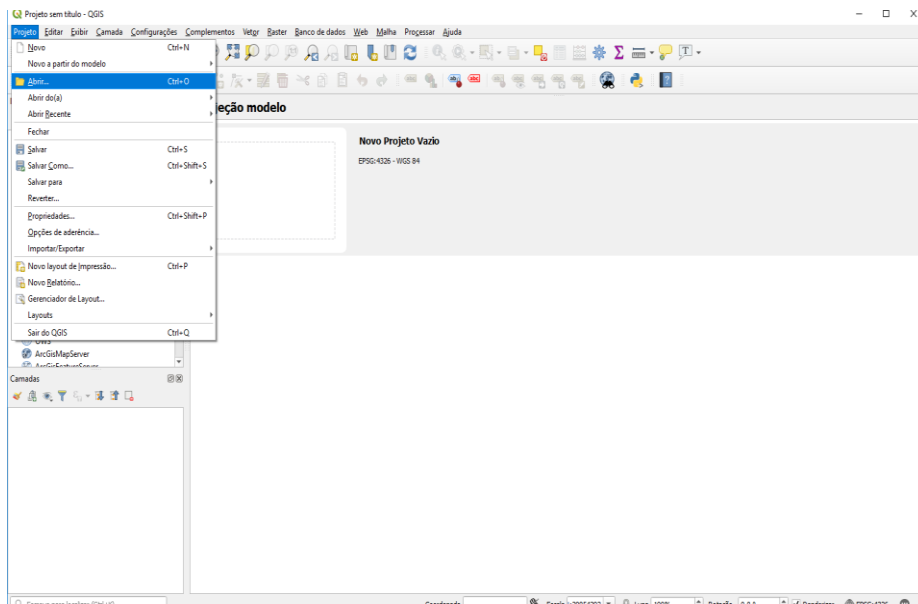 Projeto sem título - QGIS
Projeto Editar Exibir Camada Configurações Complementos Vetor Raster Banco de dados Web Malha Processar Ajuda
Novo Ctrl+N
Novo a partir do modelo
Abrir... Ctrl+O
Abrir do(a)
Abrir Recente
Fechar
Salvar Ctrl+S
Salvar Como... Ctrl+Shift+S
Salvar para
Reverter...
Propriedades... Ctrl+Shift+P
Opções de aderência...
Importar/Exportar
Novo layout de Impressão... Ctrl+P
Novo Relatório...
Gerenciador de Layout...
Layouts
Sair do QGIS Ctrl+Q
eção modelo
Novo Projeto Vazio
EPSG:4326 - WGS 84
ArcGisMapServer
ArcGisFeatureServer
Camadas